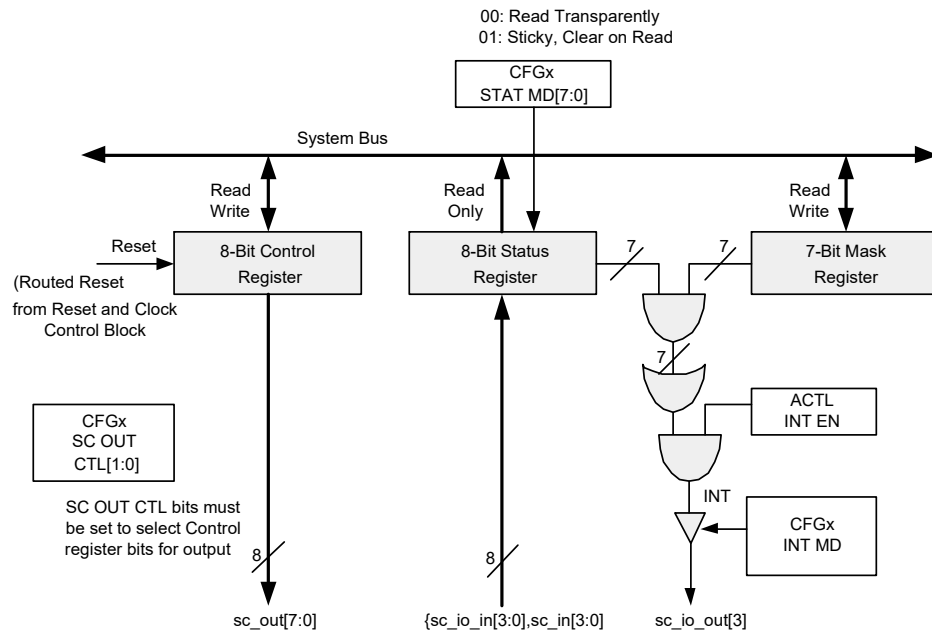 00: Read Transparently
01: Sticky, Clear on Read
CFGx
STAT MD[7:0]
System Bus
Read
Write
Read
Only
Read
Write
Reset
(Routed Reset
from Reset and Clock
Control Block
8-Bit Control
Register
8-Bit Status
Register
7
7
7-Bit Mask
Register
7
ACTL
INT EN
CFGx
SC OUT
CTL[1:0]
SC OUT CTL bits must
be set to select Control
register bits for output
INT
CFGx
INT MD
8
8
sc_out[7:0]
{sc_io_in[3:0],sc_in[3:0]
sc_io_out[3]